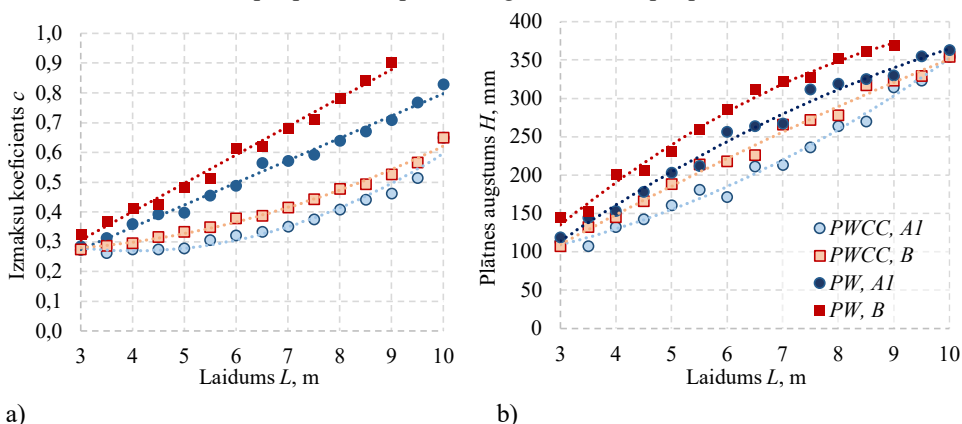 Izmaksu koeficients c
1,0
0,9
0,8
0,7
0,6
0,5
0,4
0,3
0,2
0,1
0,0
3 4 5 6 7 8 9 10
Laidums L, m
a)
Plātnes augstums H, mm
400
350
300
250
200
150
100
50
0
PWCC, A1
PWCC, B
PW, A1
PW, B
3 4 5 6 7 8 9 10
Laidums L, m
b)